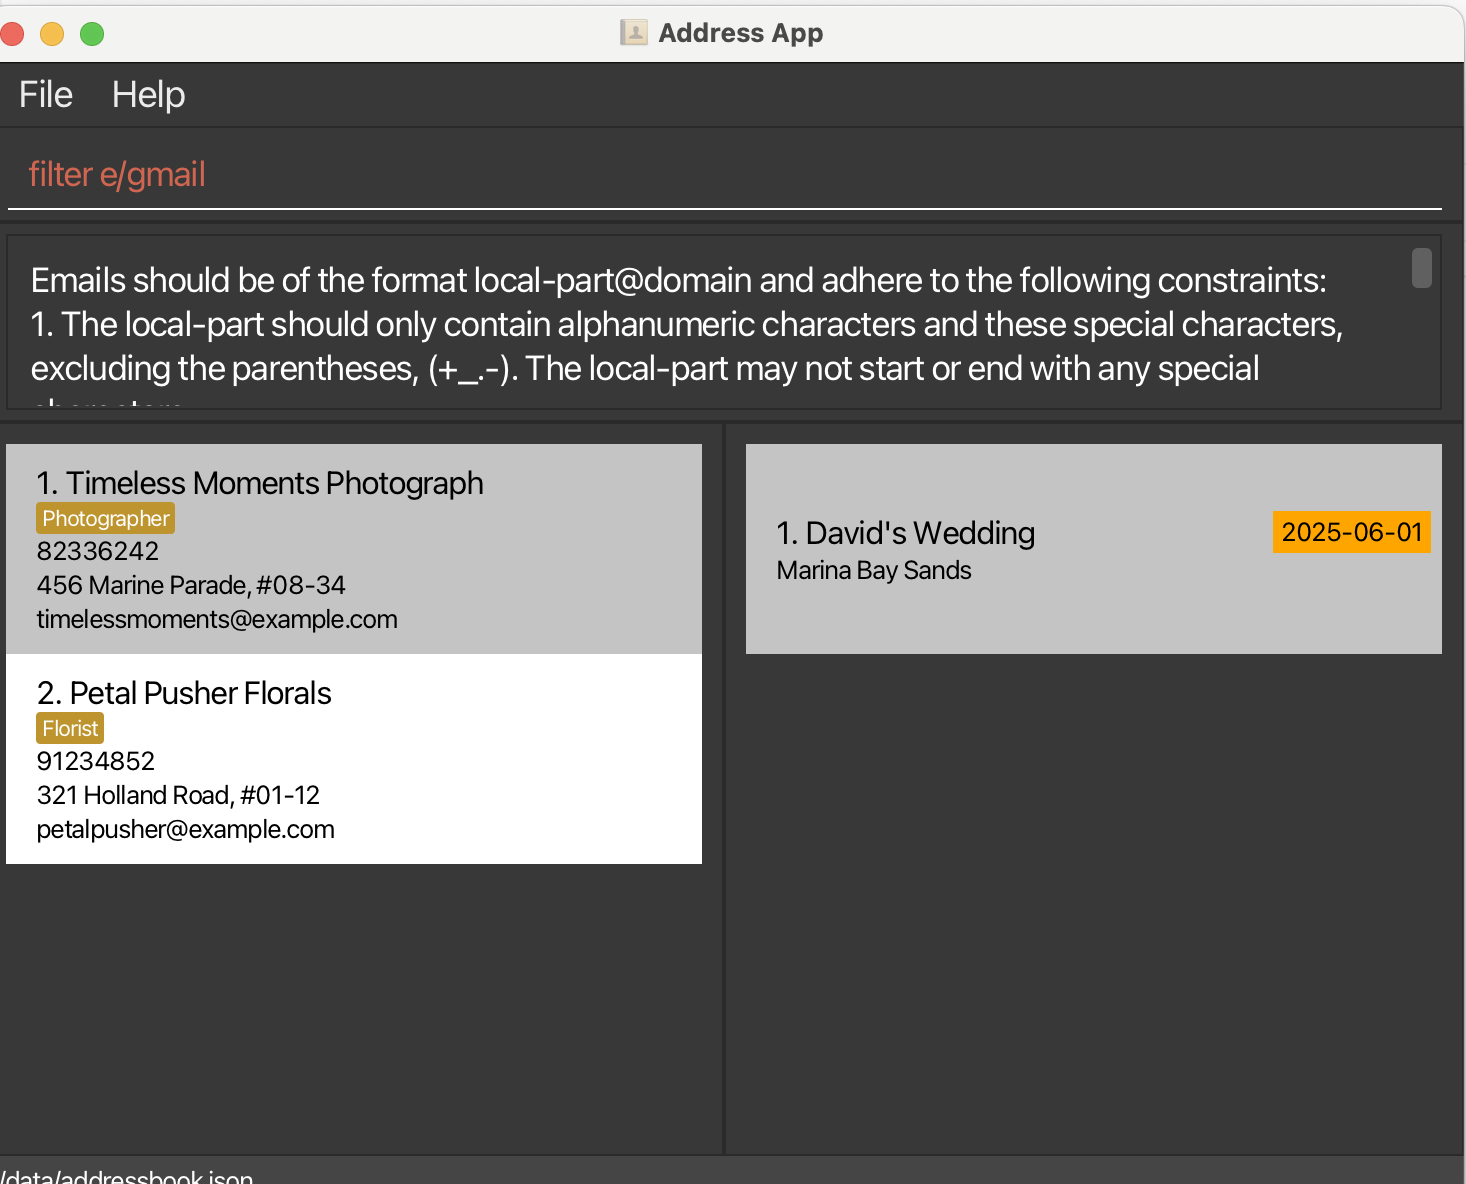 Address App
File Help
filter e/gmail
Emails should be of the format local-part@domain and adhere to the following constraints:
1. The local-part should only contain alphanumeric characters and these special characters,
excluding the parentheses, (+_.-). The local-part may not start or end with any special
1. Timeless Moments Photograph
Photographer
82336242
456 Marine Parade, #08-34
timelessmoments@example.com
2. Petal Pusher Florals
Florist
91234852
321 Holland Road, #01-12
petalpusher@example.com
1. David's Wedding
2025-06-01
Marina Bay Sands
/data/addressbook.json